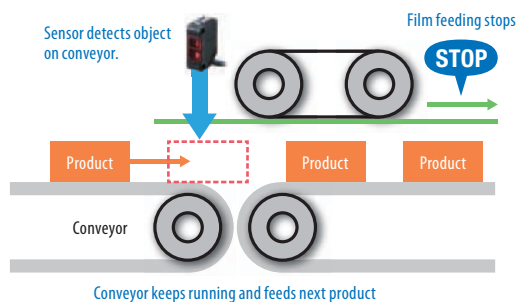 Sensor detects object
on conveyor.
Film feeding stops
STOP
Product
Product
Product
Conveyor
Conveyor keeps running and feeds next product